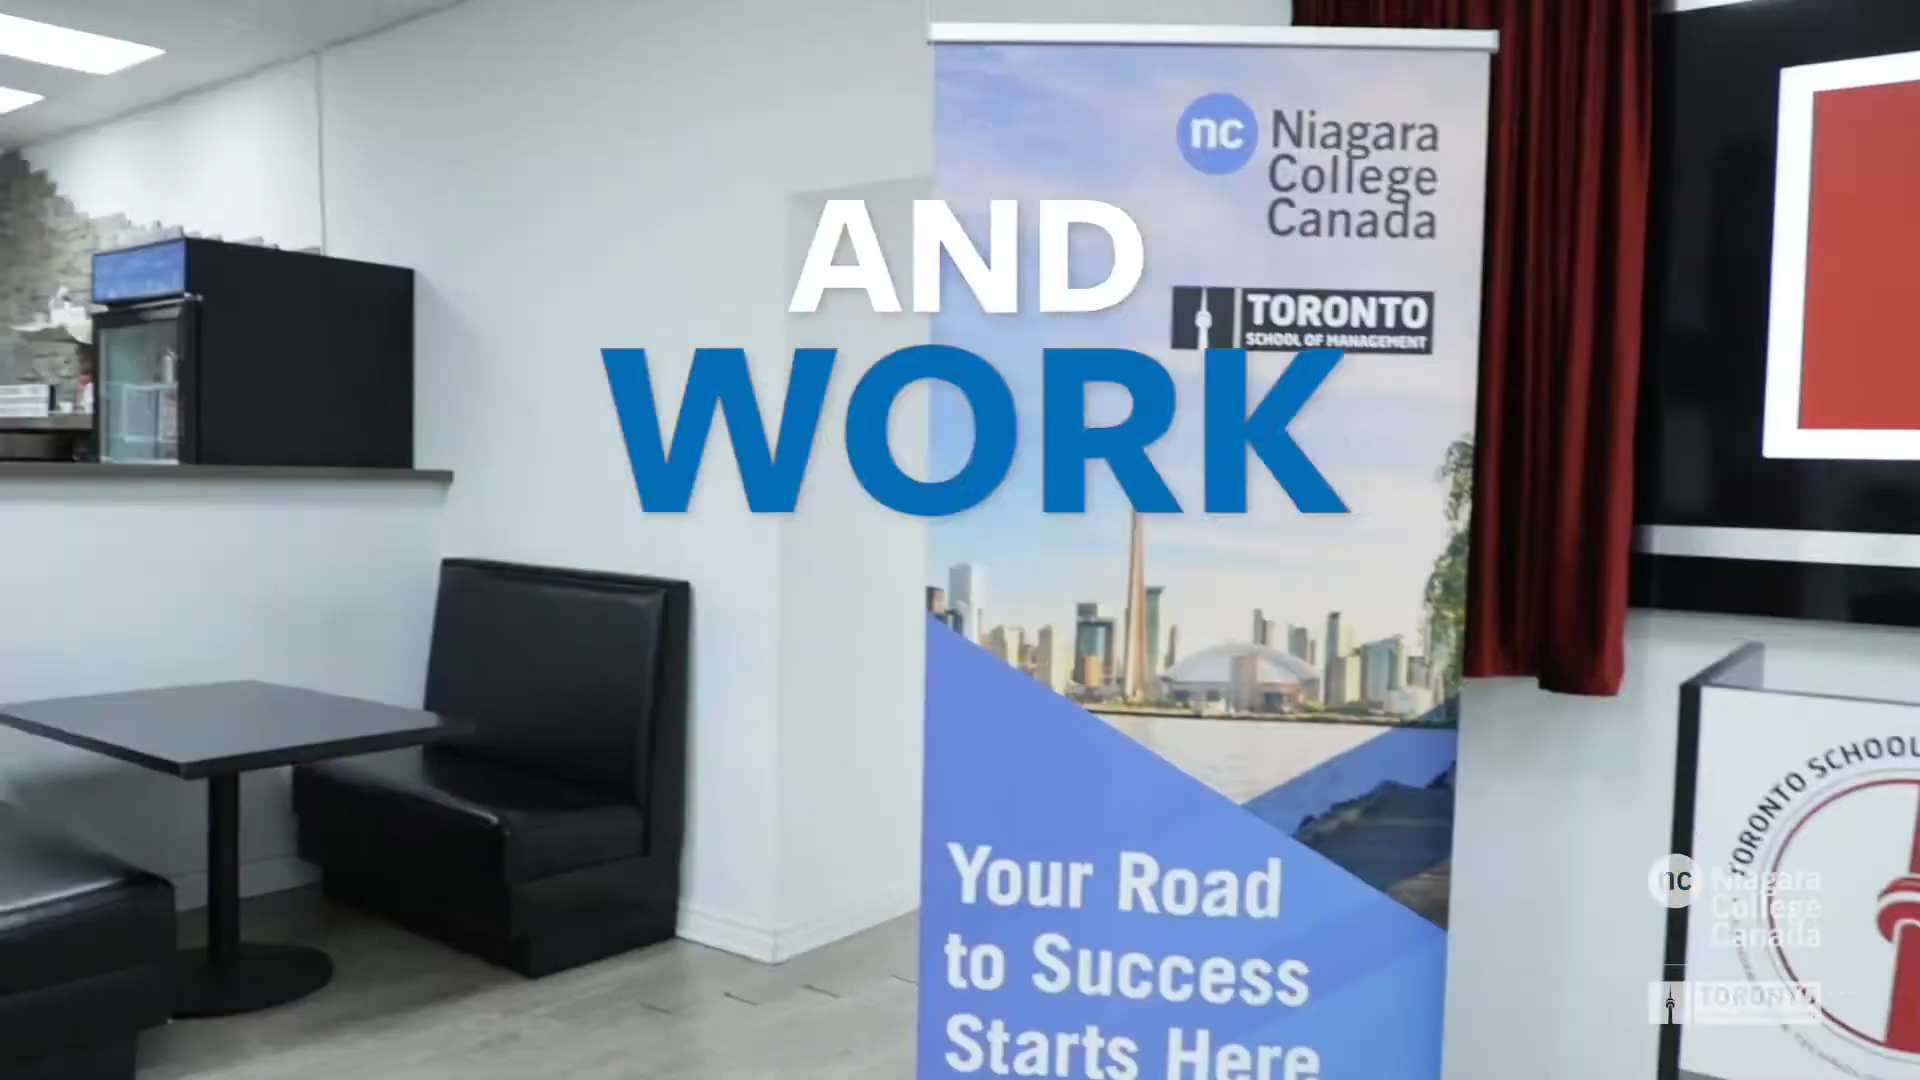 nc Niagara
College
Canada
AND
TORONTO
SCHOOL OF MANAGEMENT
WORK
Your Road
to Success
Starts Here
TORONTO SCHOOL
nc Niagara
College
Canada
TORONTO